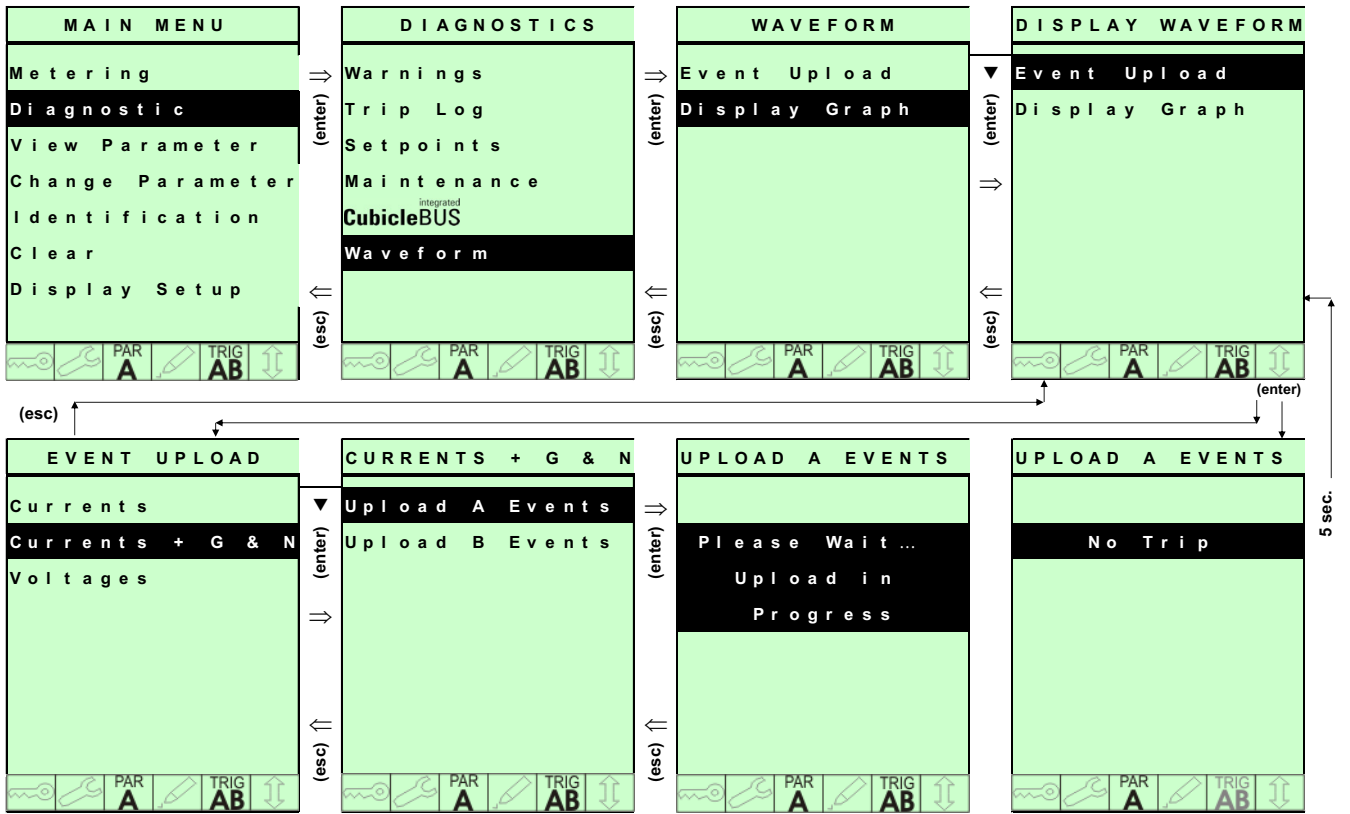 MAIN MENU
Metering
Diagnostic
View Parameter
Change Parameter
Identification
Clear
Display Setup
PAR
A
TRIG
AB
⇒
(enter)
⇐
(esc)
DIAGNOSTICS
Warnings
Trip Log
Setpoints
Maintenance
integrated
CubicleBUS
Waveform
PAR
A
TRIG
AB
⇒
(enter)
⇐
(esc)
WAVEFORM
Event Upload
Display Graph
PAR
A
TRIG
AB
▼
(enter)
⇒
⇐
(esc)
DISPLAY WAVEFORM
Event Upload
Display Graph
PAR
A
TRIG
AB
(enter)
5 sec.
(esc)
EVENT UPLOAD
Currents
Currents + G & N
Voltages
PAR
A
TRIG
AB
▼
(enter)
⇒
⇐
(esc)
CURRENTS + G & N
Upload A Events
Upload B Events
PAR
A
TRIG
AB
⇒
(enter)
⇐
(esc)
UPLOAD A EVENTS
Please Wait...
Upload in
Progress
PAR
A
TRIG
AB
UPLOAD A EVENTS
No Trip
PAR
A
TRIG
AB